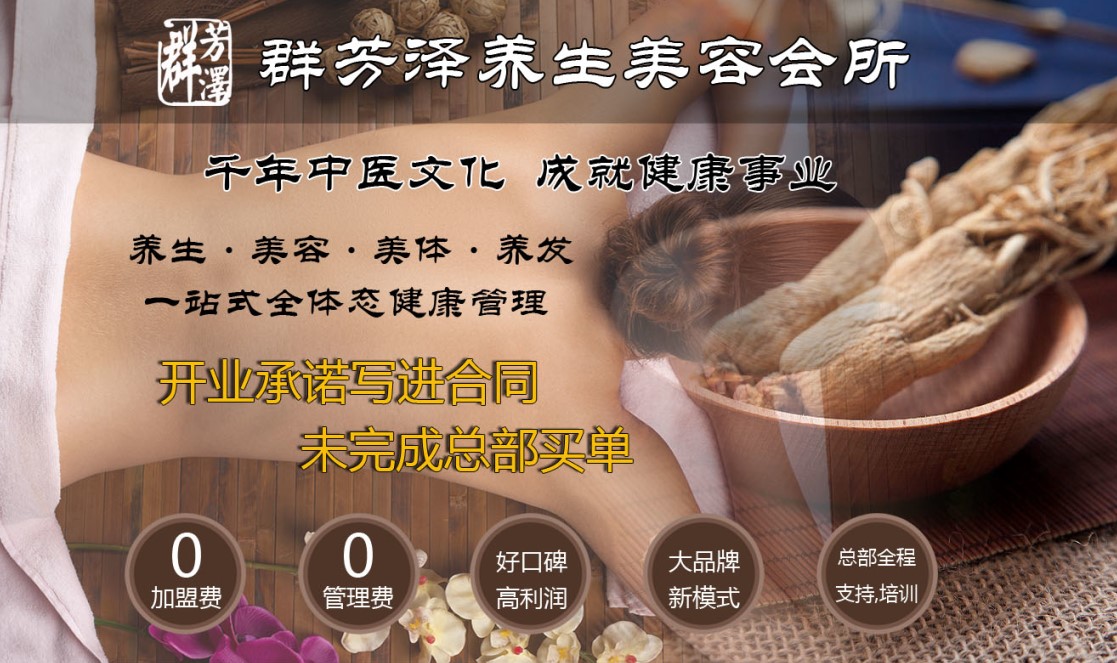 群芳澤
群芳泽养生美容会所
千年中医文化 成就健康事业
养生·美容·美体·养发
一站式全体态健康管理
开业承诺写进合同
未完成总部买单
0
加盟费
0
管理费
好口碑
高利润
大品牌
新模式
总部全程
支持,培训